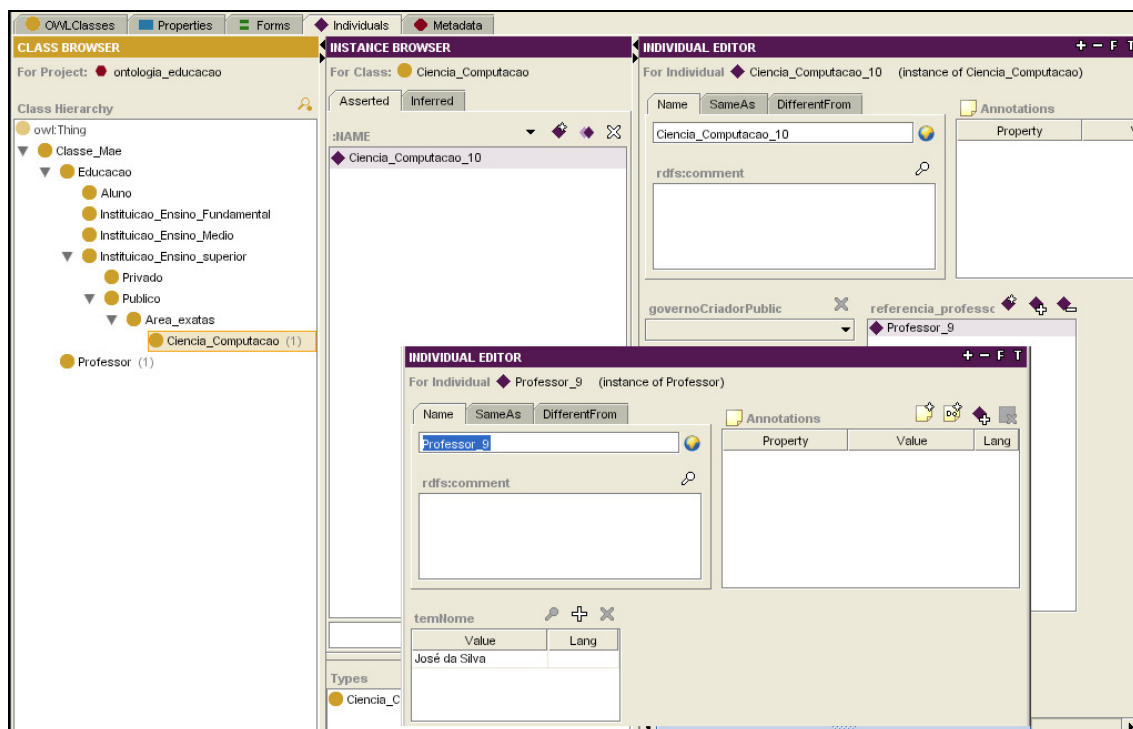 OWLClasses Properties Forms Individuals Metadata
CLASS BROWSER
For Project: ontologia_educacao
Class Hierarchy
owl:Thing
Classe_Mae
Educacao
Aluno
Instituicao_Ensino_Fundamental
Instituicao_Ensino_Medio
Instituicao_Ensino_superior
Privado
Publico
Area_exatas
Ciencia_Computacao (1)
Professor (1)
INSTANCE BROWSER
For Class: Ciencia_Computacao
Asserted Inferred
:NAME
Ciencia_Computacao_10
Types
Ciencia_C
INDIVIDUAL EDITOR + − F T
For Individual Ciencia_Computacao_10 (instance of Ciencia_Computacao)
Name SameAs DifferentFrom
Ciencia_Computacao_10
rdfs:comment
Annotations
Property
governoCriadorPublic
referencia_professo
Professor_9
INDIVIDUAL EDITOR + − F T
For Individual Professor_9 (instance of Professor)
Name SameAs DifferentFrom
Professor_9
rdfs:comment
Annotations
Property Value Lang
temNome
Value Lang
José da Silva